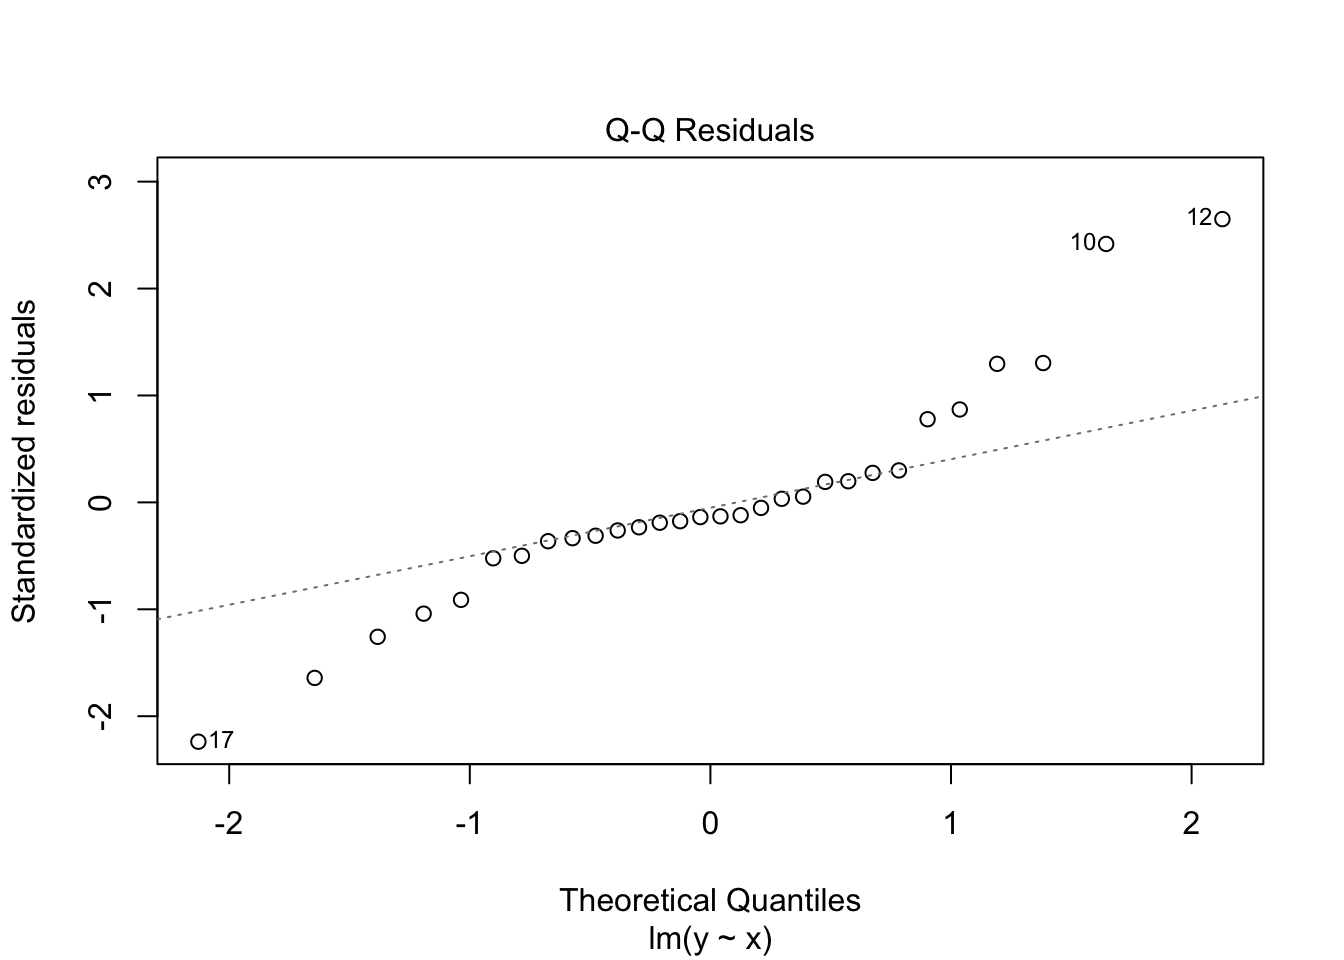 Q-Q Residuals
3
2
1
0
-1
-2
Standardized residuals
10
12
17
-2 -1 0 1 2
Theoretical Quantiles
lm(y ~ x)